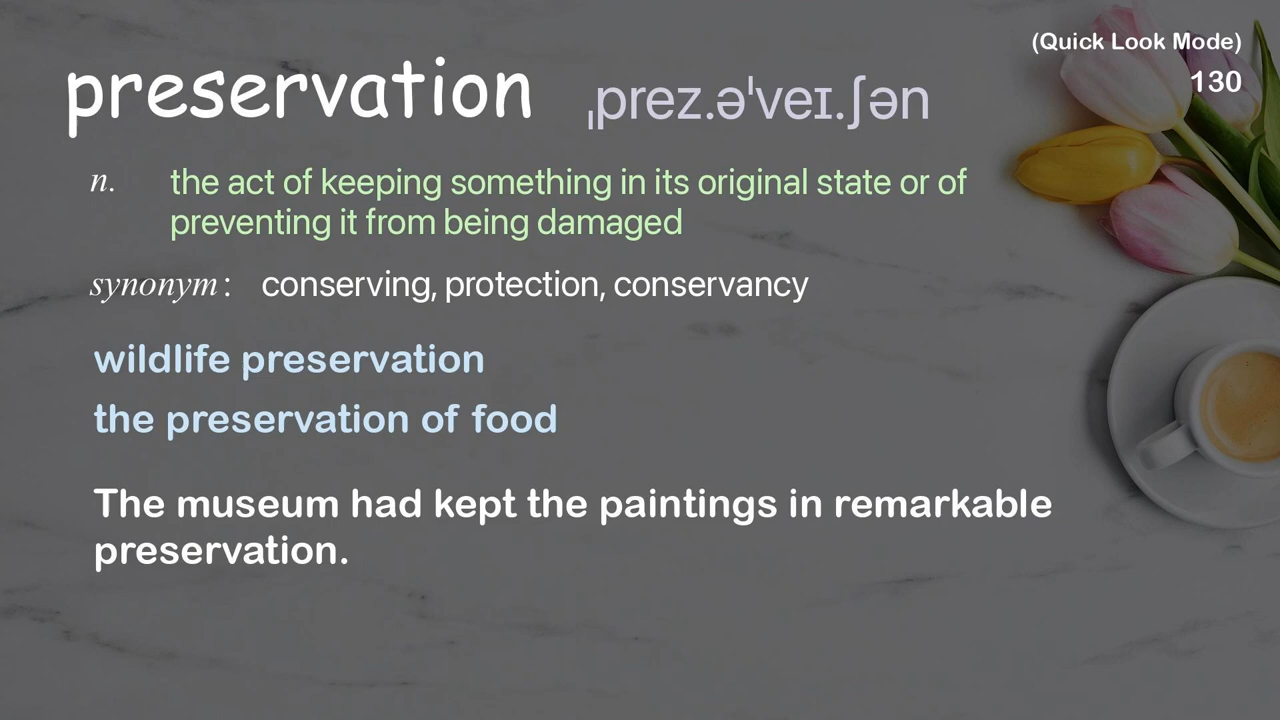 (Quick Look Mode)
preservation ˌprez.əˈveɪ.ʃən
130
n. the act of keeping something in its original state or of
preventing it from being damaged
synonym: conserving, protection, conservancy
wildlife preservation
the preservation of food
The museum had kept the paintings in remarkable
preservation.